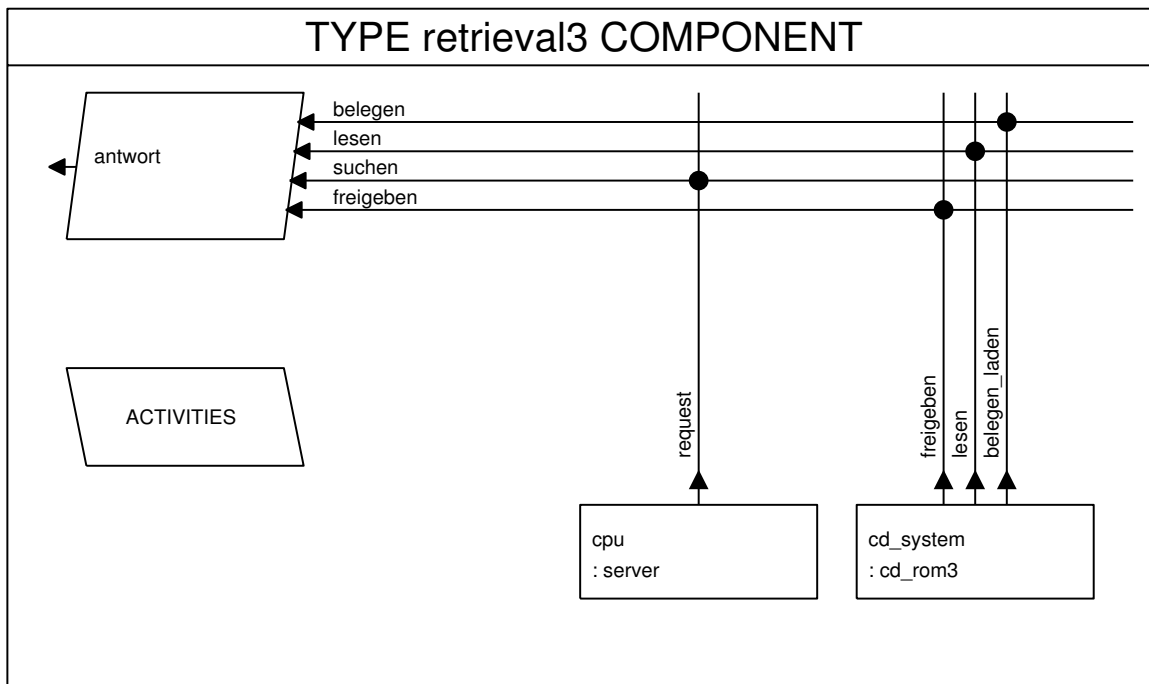 TYPE retrieval3 COMPONENT
belegen
lesen
antwort
suchen
freigeben
ACTIVITIES
request
freigeben
lesen
belegen_laden
cpu
: server
cd_system
: cd_rom3